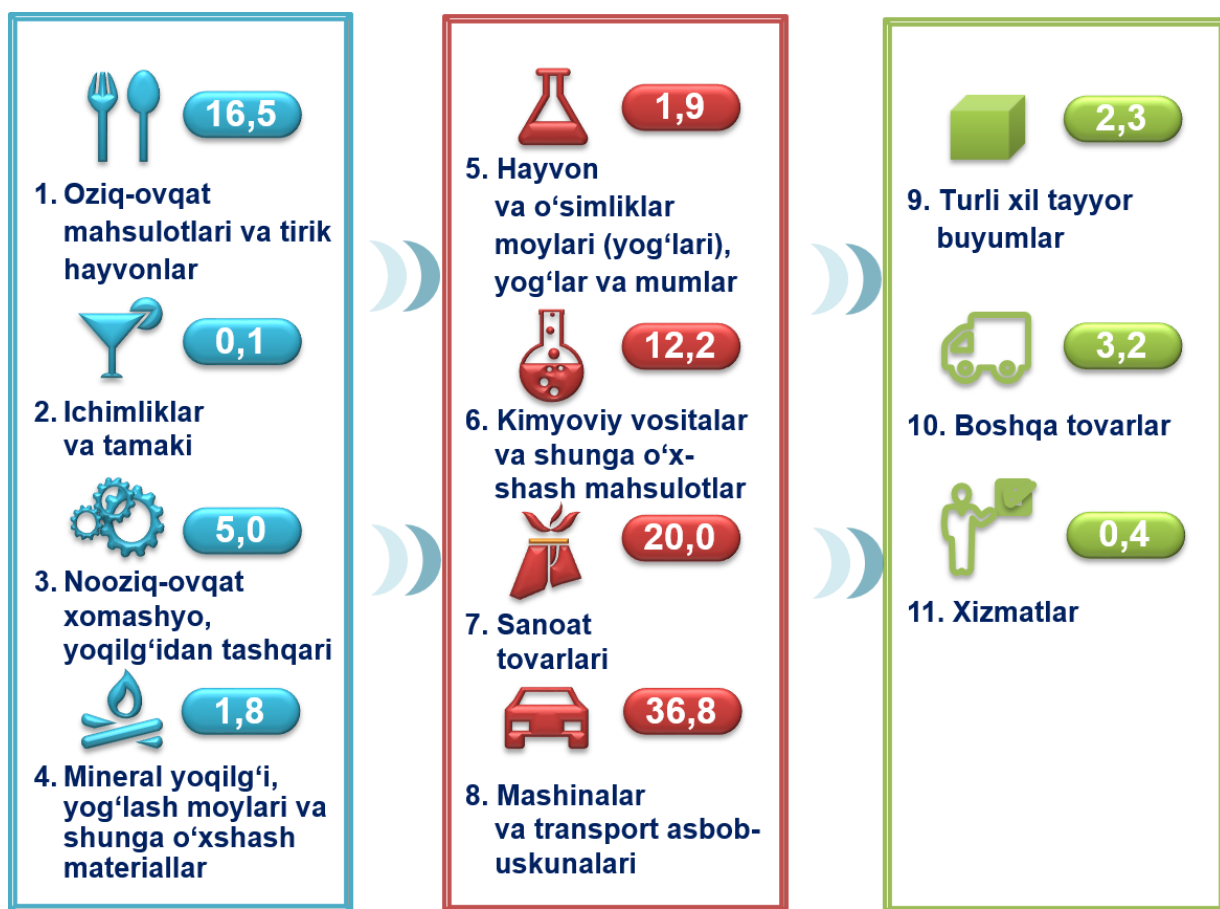 16,5
1. Oziq-ovqat
mahsulotlari va tirik
hayvonlar
0,1
2. Ichimliklar
va tamaki
5,0
3. Nooziq-ovqat
xomashyo,
yoqilg‘idan tashqari
1,8
4. Mineral yoqilg‘i,
yog‘lash moylari va
shunga o‘xshash
materiallar
1,9
5. Hayvon
va o‘simliklar
moylari (yog‘lari),
yog‘lar va mumlar
12,2
6. Kimyoviy vositalar
va shunga o‘x-
shash mahsulotlar
20,0
7. Sanoat
tovarlari
36,8
8. Mashinalar
va transport asbob-
uskunalari
2,3
9. Turli xil tayyor
buyumlar
3,2
10. Boshqa tovarlar
0,4
11. Xizmatlar